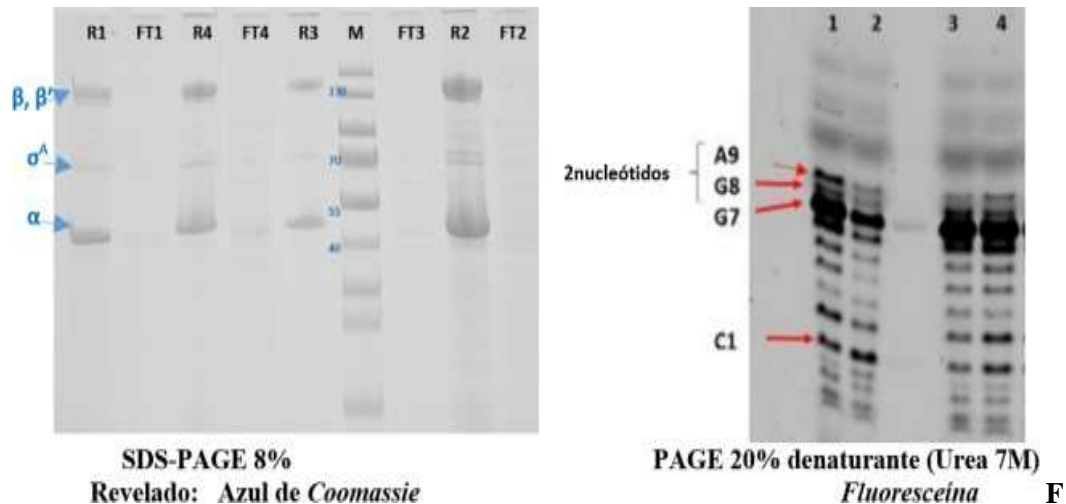 R1 FT1 R4 FT4 R3 M FT3 R2 FT2
β, β'
σᴬ
α
130
70
55
40
SDS-PAGE 8%
Revelado: Azul de Coomassie
1 2 3 4
2nucleótidos
A9
G8
G7
C1
PAGE 20% denaturante (Urea 7M)
Fluoresceína F